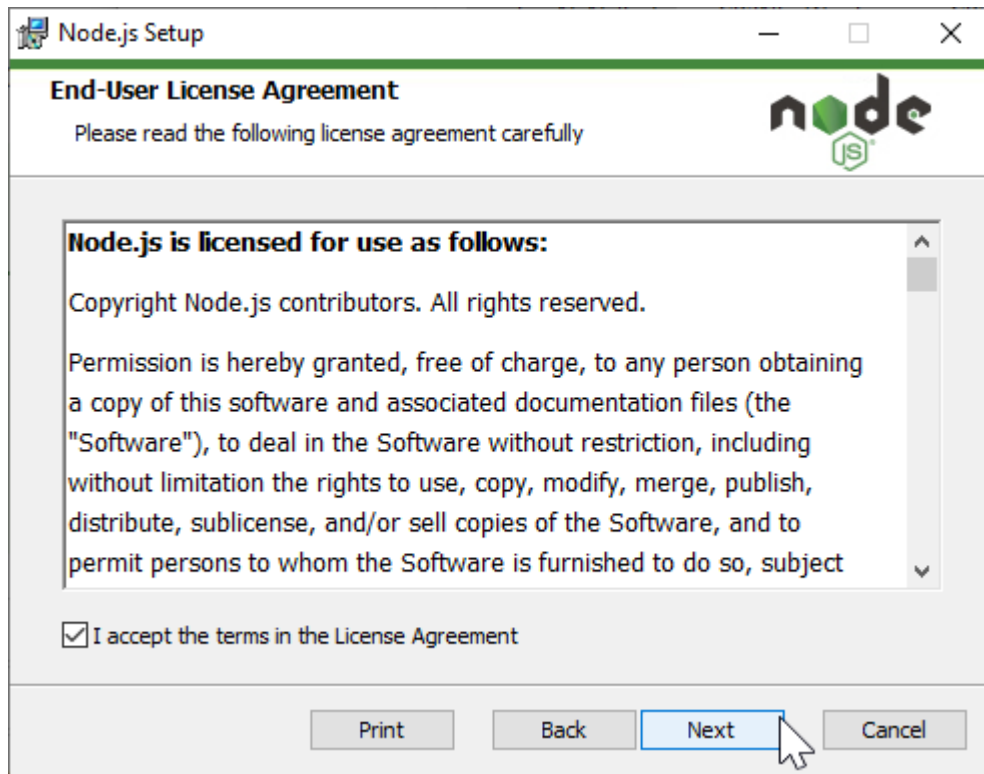 Node.js Setup
End-User License Agreement
Please read the following license agreement carefully
node
JS
Node.js is licensed for use as follows:
Copyright Node.js contributors. All rights reserved.
Permission is hereby granted, free of charge, to any person obtaining
a copy of this software and associated documentation files (the
"Software"), to deal in the Software without restriction, including
without limitation the rights to use, copy, modify, merge, publish,
distribute, sublicense, and/or sell copies of the Software, and to
permit persons to whom the Software is furnished to do so, subject
I accept the terms in the License Agreement
Print Back Next Cancel